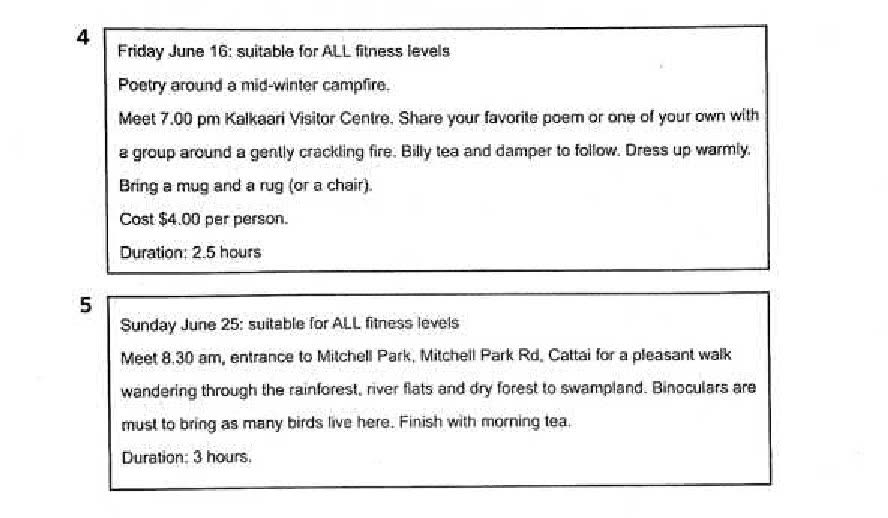 4
Friday June 16: suitable for ALL fitness levels
Poetry around a mid-winter campfire.
Meet 7.00 pm Kalkaari Visitor Centre. Share your favorite poem or one of your own with
a group around a gently crackling fire. Billy tea and damper to follow. Dress up warmly.
Bring a mug and a rug (or a chair).
Cost $4.00 per person.
Duration: 2.5 hours
5
Sunday June 25: suitable for ALL fitness levels
Meet 8.30 am, entrance to Mitchell Park, Mitchell Park Rd, Cattai for a pleasant walk
wandering through the rainforest, river flats and dry forest to swampland. Binoculars are
must to bring as many birds live here. Finish with morning tea.
Duration: 3 hours.